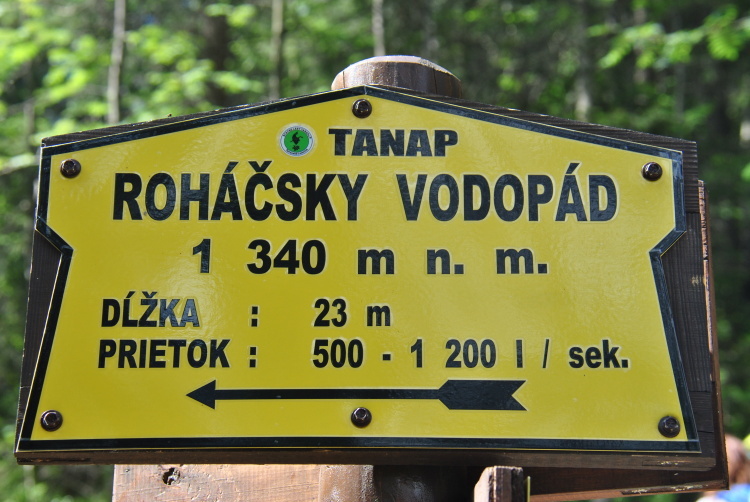 TANAP
ROHÁČSKY VODOPÁD
1 340 m n. m.
DĹŽKA : 23 m
PRIETOK : 500 - 1 200 l / sek.